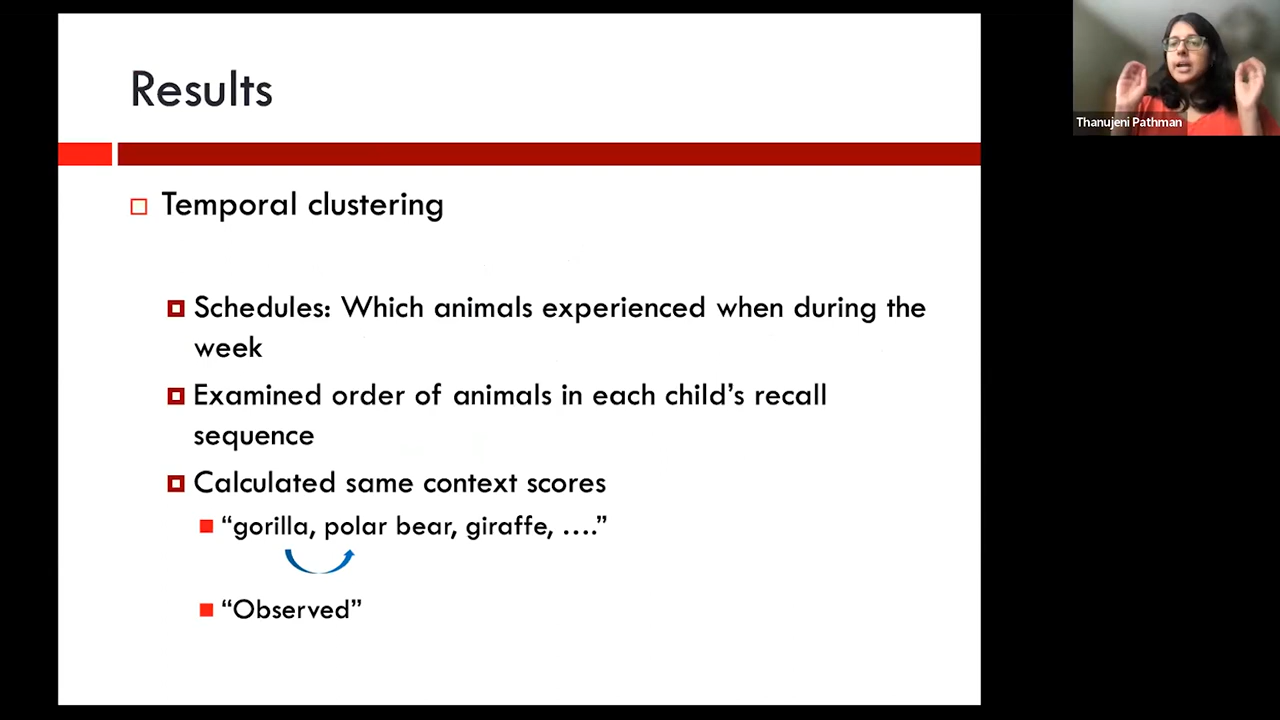 Results
Temporal clustering
Schedules: Which animals experienced when during the
week
Examined order of animals in each child's recall
sequence
Calculated same context scores
"gorilla, polar bear, giraffe, …."
"Observed"
Thanujeni Pathman